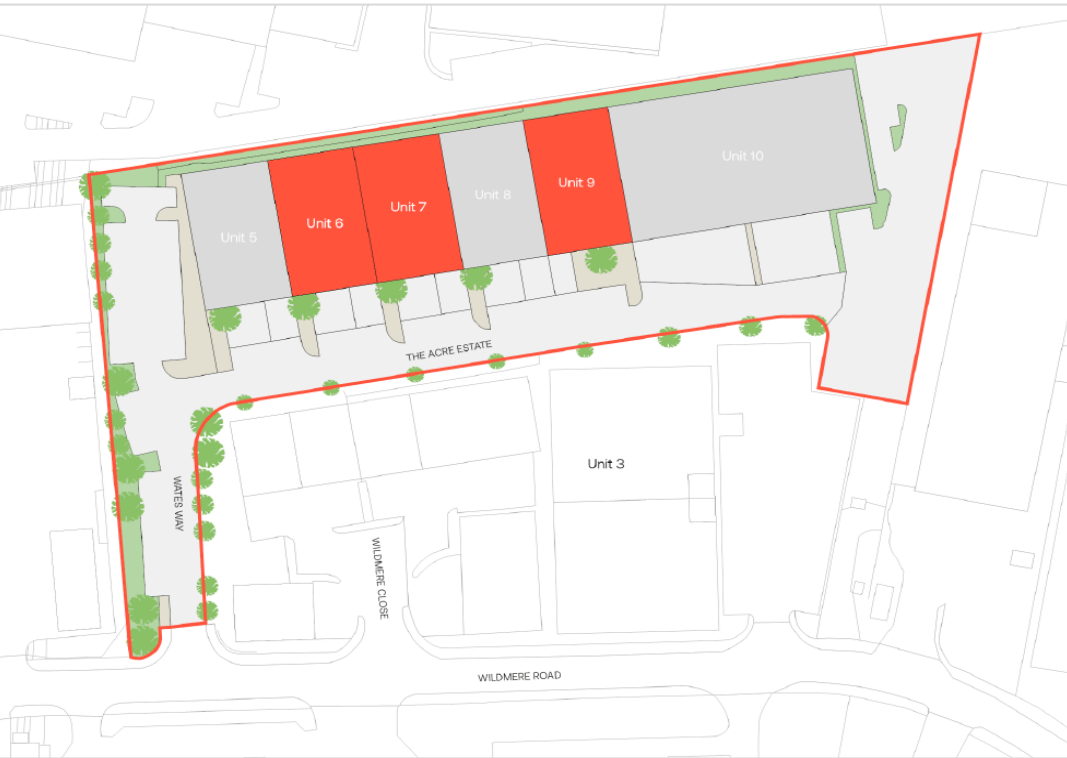 Unit 10
Unit 9
Unit 8
Unit 7
Unit 6
Unit 5
THE ACRE ESTATE
Unit 3
WATES WAY
WILDMERE CLOSE
WILDMERE ROAD